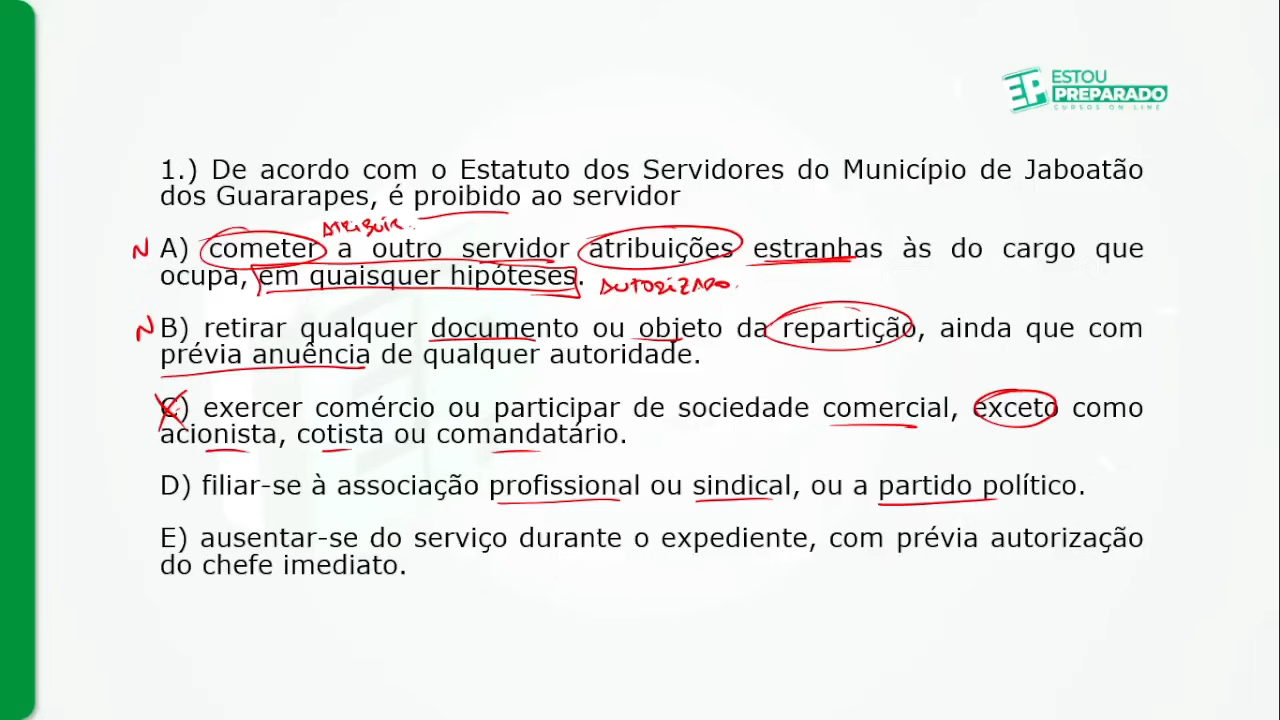 ESTOU
PREPARADO
CURSOS ON LINE
1.) De acordo com o Estatuto dos Servidores do Município de Jaboatão
dos Guararapes, é proibido ao servidor
ATRIBUIR.
N A) cometer a outro servidor atribuições estranhas às do cargo que
ocupa, em quaisquer hipóteses.
AUTORIZADO.
N B) retirar qualquer documento ou objeto da repartição, ainda que com
prévia anuência de qualquer autoridade.
C) exercer comércio ou participar de sociedade comercial, exceto como
acionista, cotista ou comandatário.
D) filiar-se à associação profissional ou sindical, ou a partido político.
E) ausentar-se do serviço durante o expediente, com prévia autorização
do chefe imediato.